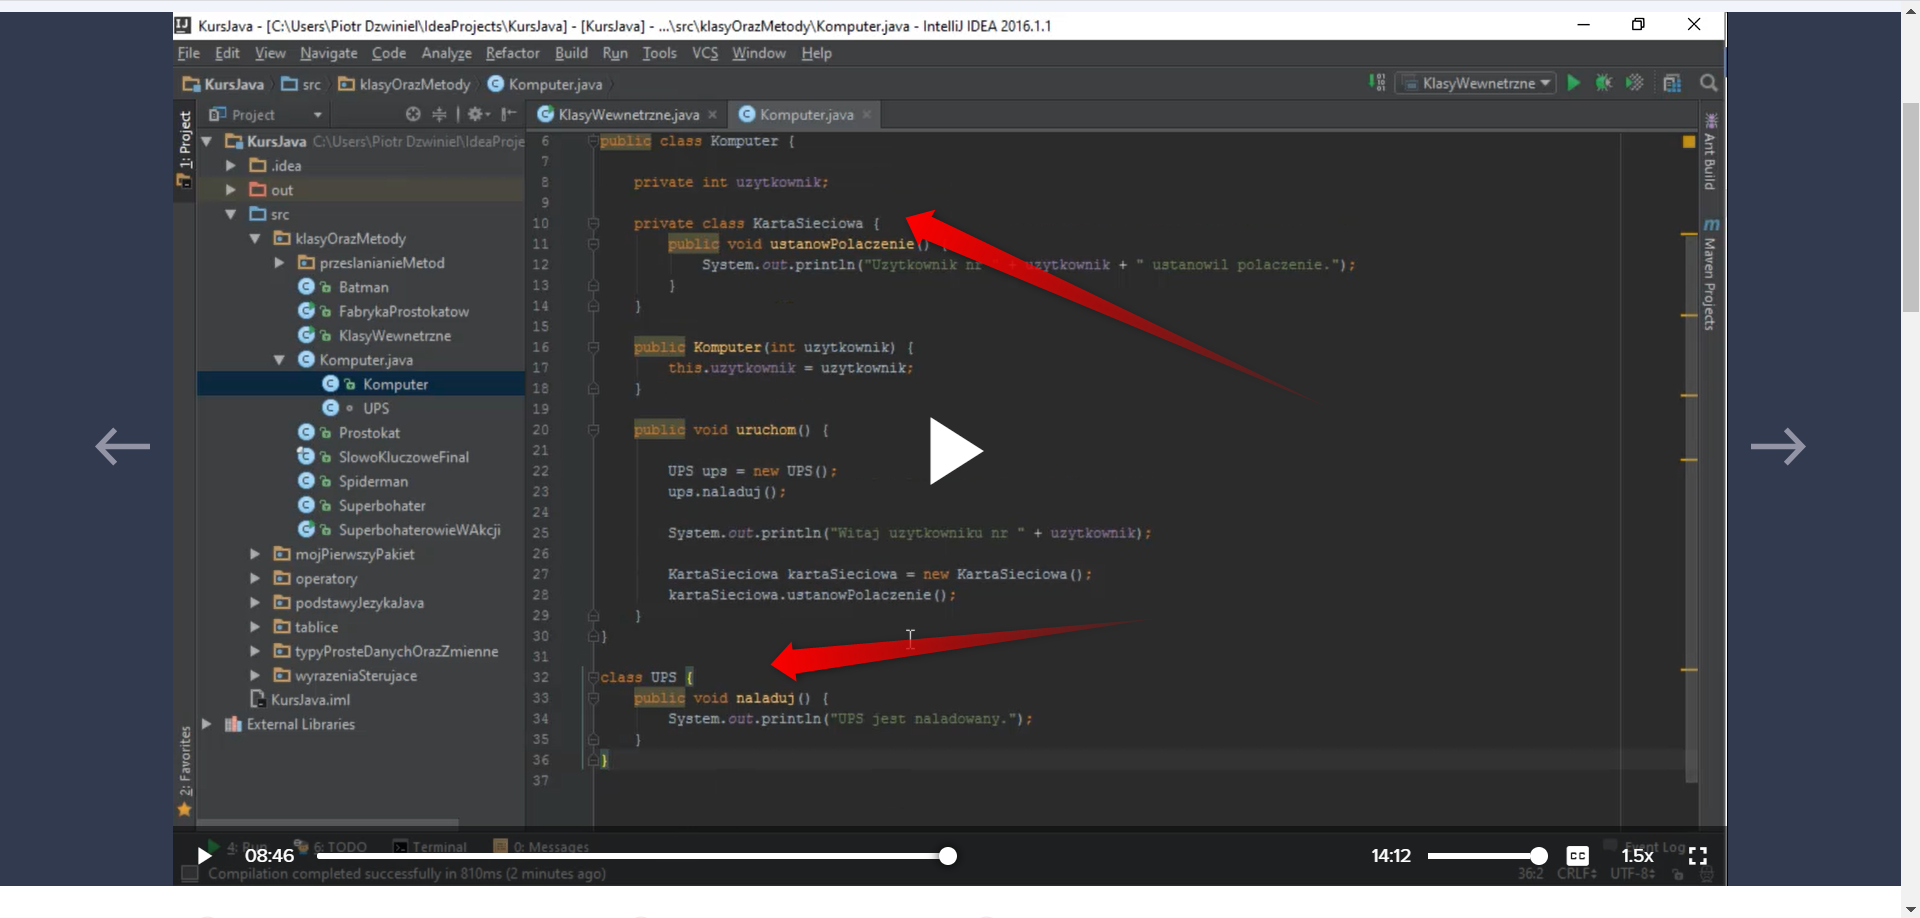 KursJava - [C:\Users\Piotr Dzwiniel\IdeaProjects\KursJava] - [KursJava] - ...\src\klasyOrazMetody\Komputer.java - IntelliJ IDEA 2016.1.1
File Edit View Navigate Code Analyze Refactor Build Run Tools VCS Window Help
KursJava src klasyOrazMetody Komputer.java KlasyWewnetrzne
1: Project
Project
KursJava C:\Users\Piotr Dzwiniel\IdeaProje
.idea
out
src
klasyOrazMetody
przeslanianieMetod
Batman
FabrykaProstokatow
KlasyWewnetrzne
Komputer.java
Komputer
UPS
Prostokat
SlowoKluczoweFinal
Spiderman
Superbohater
SuperbohaterowieWAkcji
mojPierwszyPakiet
operatory
podstawyJezykaJava
tablice
typyProsteDanychOrazZmienne
wyrazeniaSterujace
KursJava.iml
External Libraries
2: Favorites
KlasyWewnetrzne.java Komputer.java
6 public class Komputer {
7
8 private int uzytkownik;
9
10 private class KartaSieciowa {
11 public void ustanowPolaczenie() {
12 System.out.println("Uzytkownik nr " + uzytkownik + " ustanowil polaczenie.");
13 }
14 }
15
16 public Komputer(int uzytkownik) {
17 this.uzytkownik = uzytkownik;
18 }
19
20 public void uruchom() {
21
22 UPS ups = new UPS();
23 ups.naladuj();
24
25 System.out.println("Witaj uzytkowniku nr " + uzytkownik);
26
27 KartaSieciowa kartaSieciowa = new KartaSieciowa();
28 kartaSieciowa.ustanowPolaczenie();
29 }
30 }
31
32 class UPS {
33 public void naladuj() {
34 System.out.println("UPS jest naladowany.");
35 }
36 }
37
Ant Build
m Maven Projects
4: Run 6: TODO Terminal 0: Messages Event Log
08:46 14:12 CC 1.5x
Compilation completed successfully in 810ms (2 minutes ago) 36:2 CRLF UTF-8